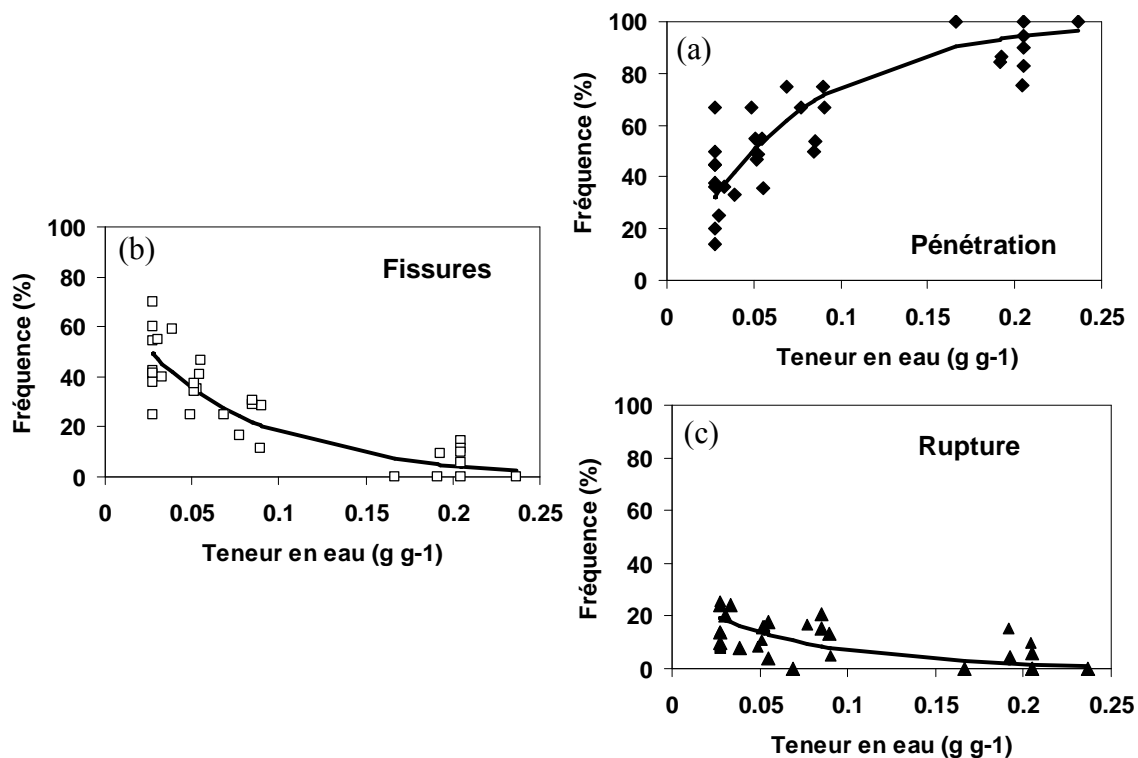 (a)
Pénétration
Fréquence (%)
100
80
60
40
20
0
0 0.05 0.1 0.15 0.2 0.25
Teneur en eau (g g-1)
(b)
Fissures
Fréquence (%)
100
80
60
40
20
0
0 0.05 0.1 0.15 0.2 0.25
Teneur en eau (g g-1)
(c)
Rupture
Fréquence (%)
100
80
60
40
20
0
0 0.05 0.1 0.15 0.2 0.25
Teneur en eau (g g-1)